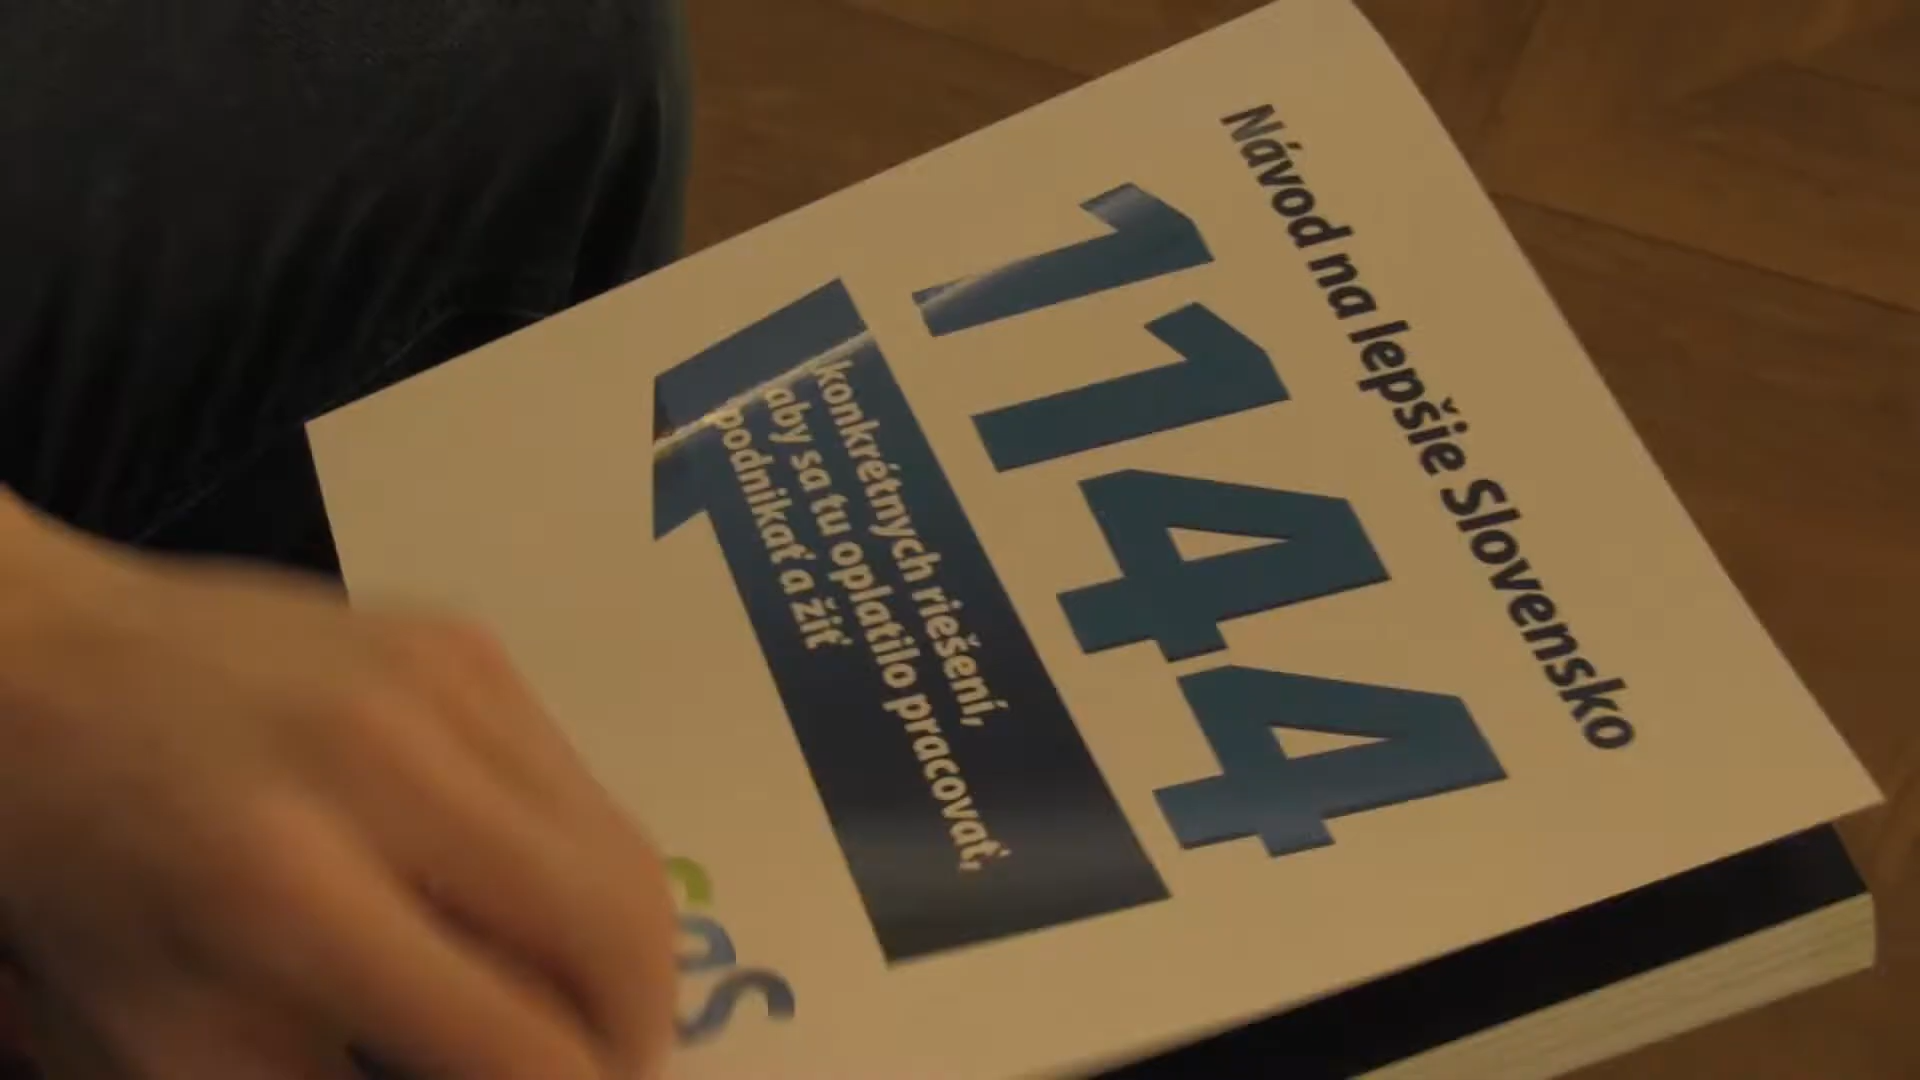 Návod na lepšie Slovensko
1144
konkrétnych riešení,
aby sa tu oplatilo pracovať,
podnikať a žiť